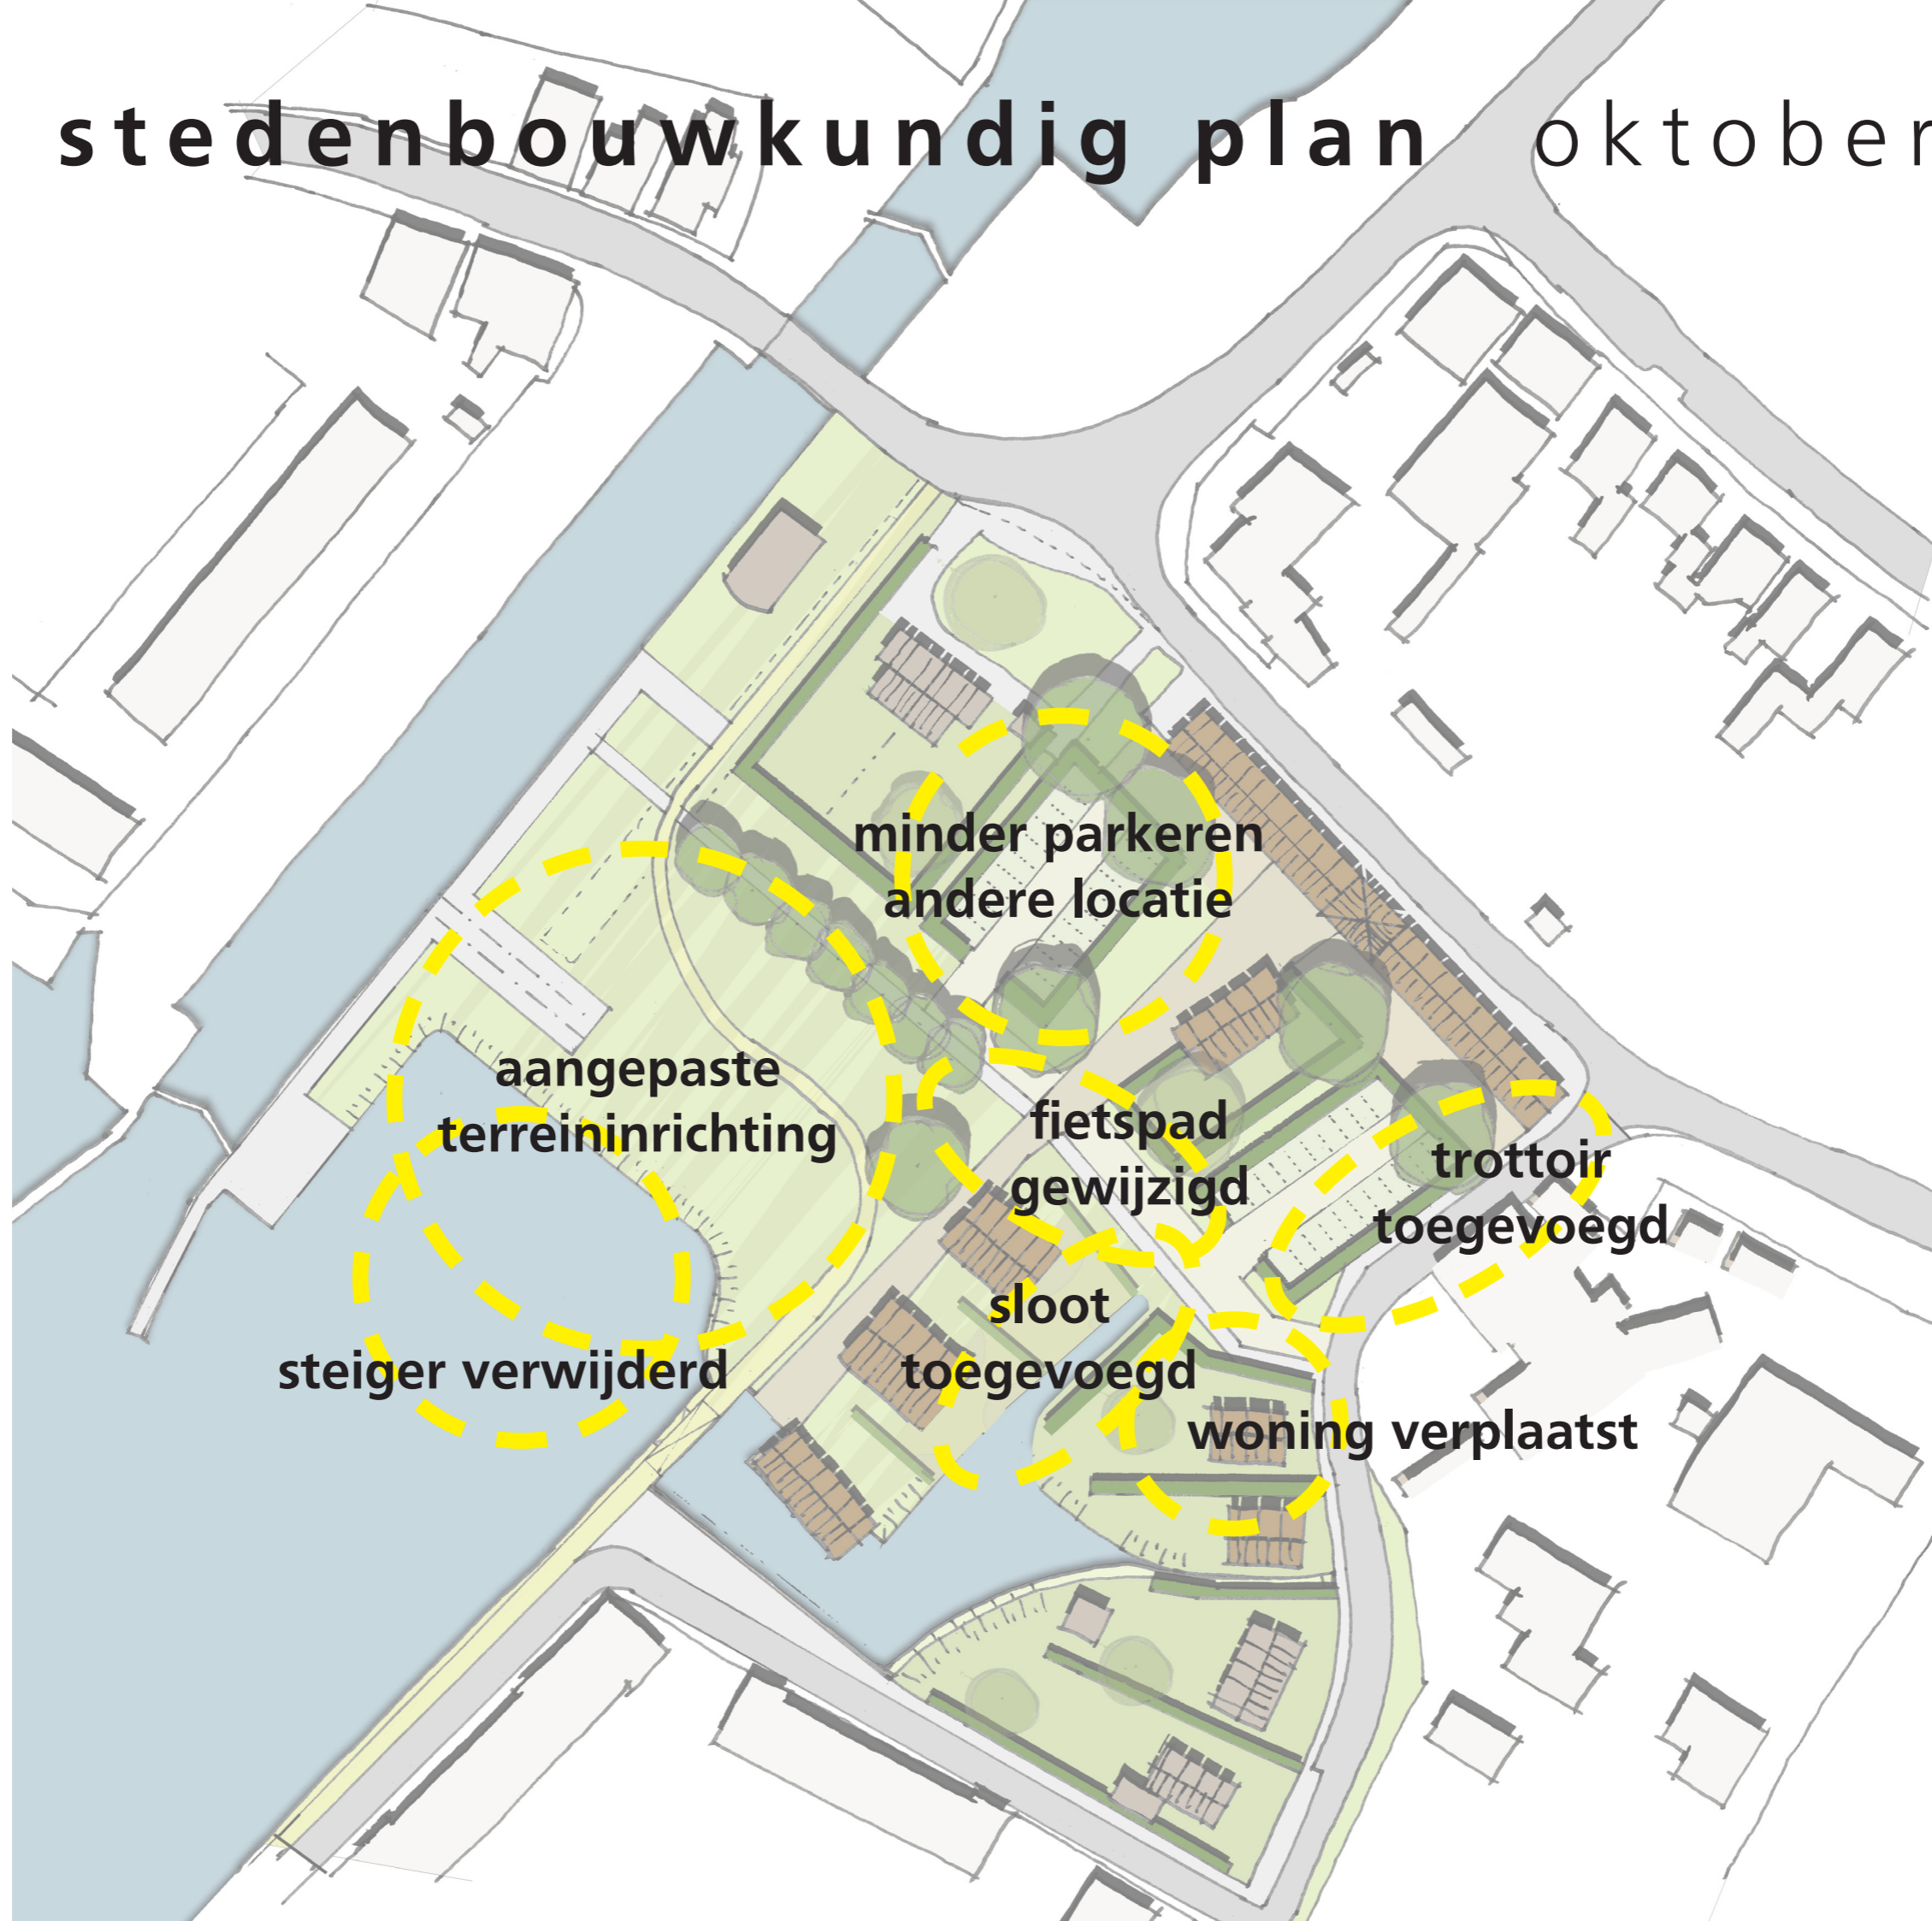 stedenbouwkundig plan oktober
minder parkeren
andere locatie
aangepaste
terreininrichting
fietspad
gewijzigd
trottoir
toegevoegd
sloot
toegevoegd
steiger verwijderd
woning verplaatst